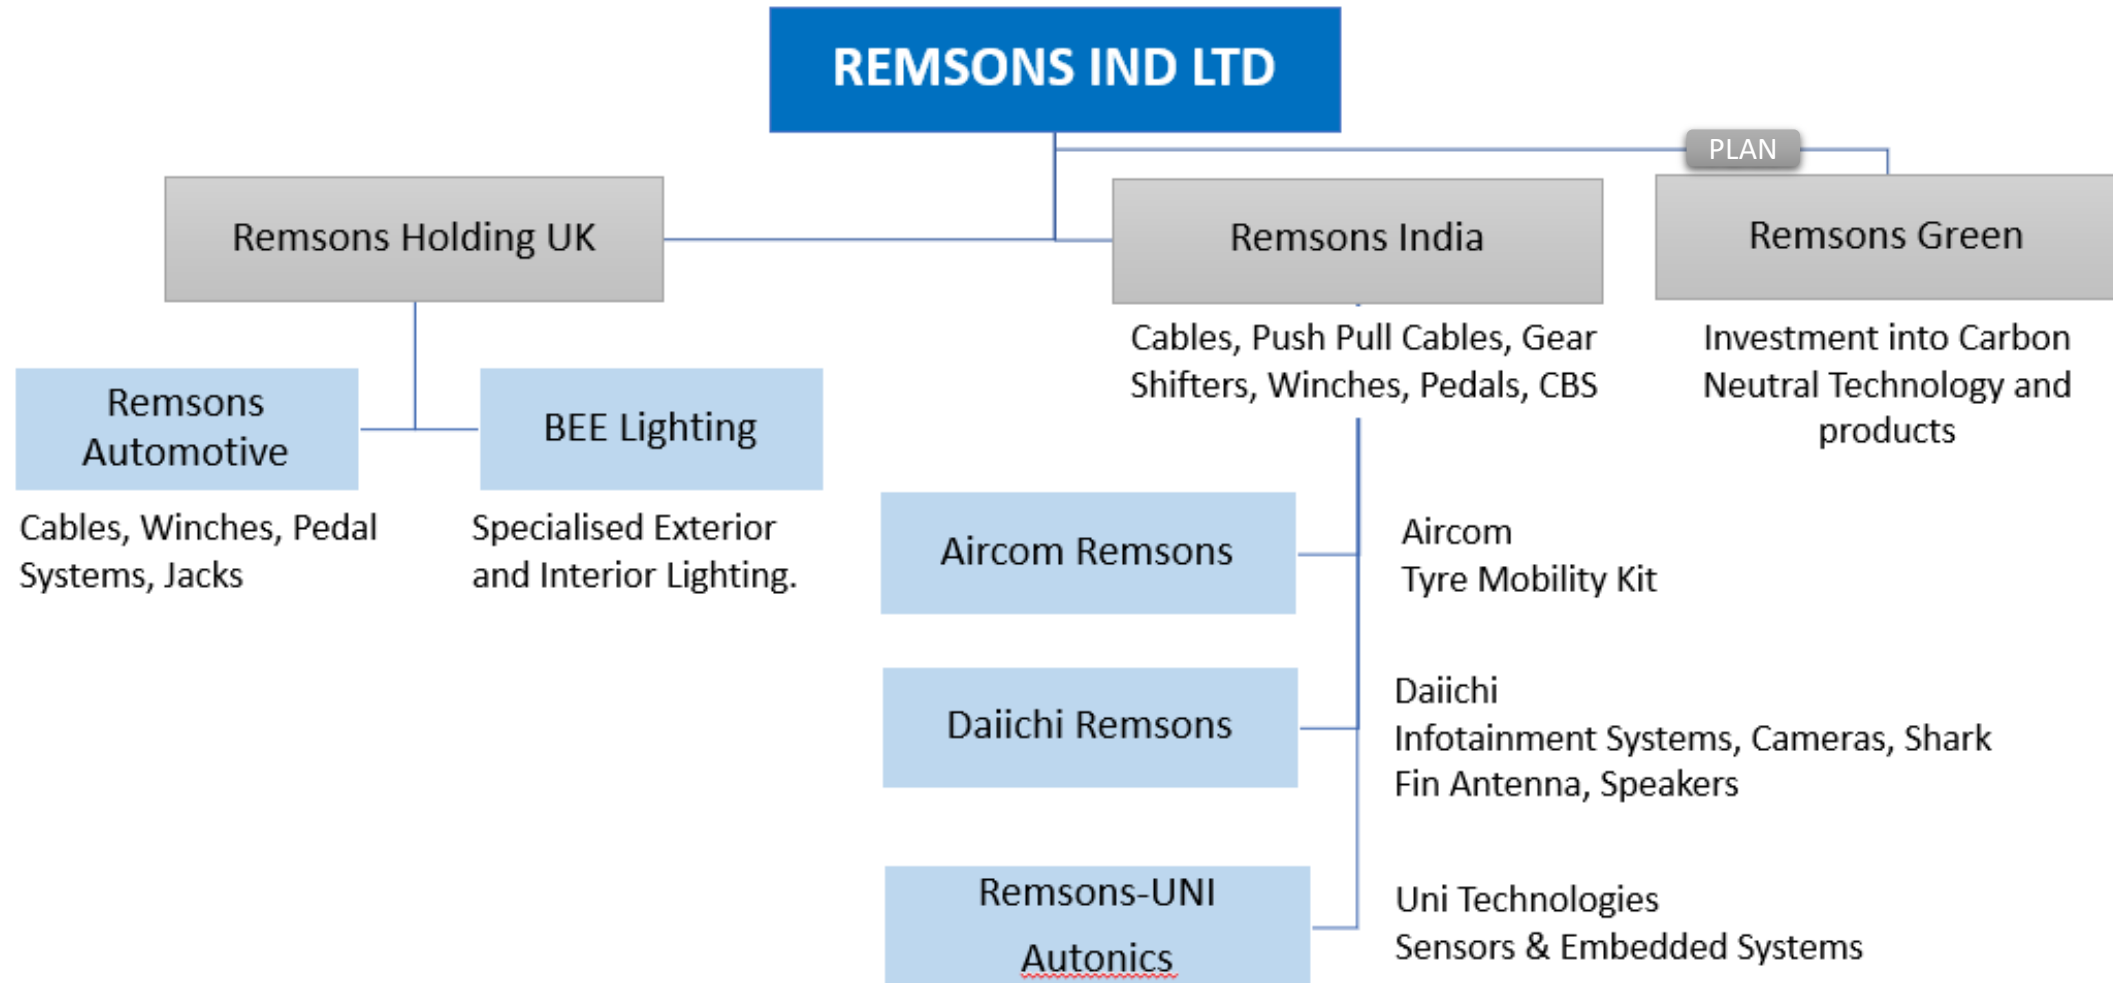 REMSONS IND LTD
PLAN
Remsons Holding UK
Remsons India
Remsons Green
Cables, Push Pull Cables, Gear
Shifters, Winches, Pedals, CBS
Investment into Carbon
Neutral Technology and
products
Remsons
Automotive
BEE Lighting
Cables, Winches, Pedal
Systems, Jacks
Specialised Exterior
and Interior Lighting.
Aircom Remsons
Aircom
Tyre Mobility Kit
Daiichi Remsons
Daiichi
Infotainment Systems, Cameras, Shark
Fin Antenna, Speakers
Remsons-UNI
Autonics
Uni Technologies
Sensors & Embedded Systems